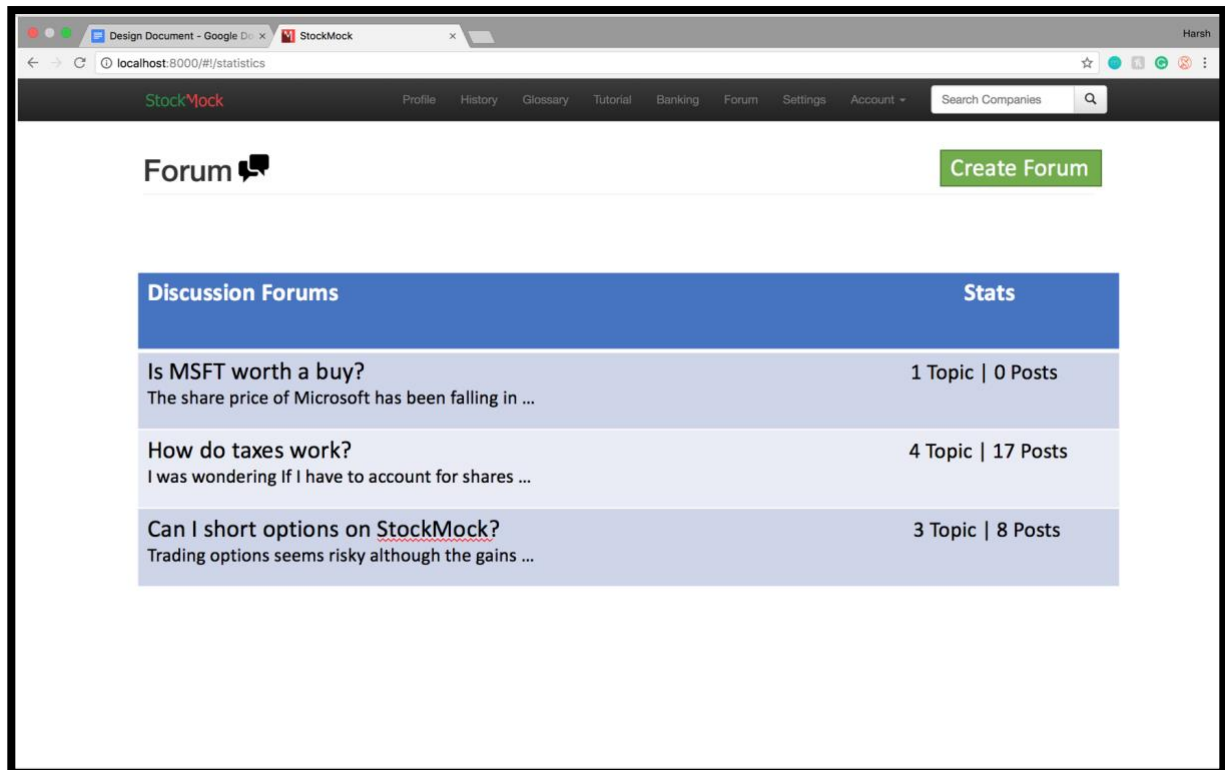 Design Document - Google Do
StockMock
Harsh
localhost:8000/#!/statistics
StockMock Profile History Glossary Tutorial Banking Forum Settings Account Search Companies
Forum
Create Forum
Discussion Forums Stats
Is MSFT worth a buy? 1 Topic | 0 Posts
The share price of Microsoft has been falling in ...
How do taxes work? 4 Topic | 17 Posts
I was wondering If I have to account for shares ...
Can I short options on StockMock? 3 Topic | 8 Posts
Trading options seems risky although the gains ...